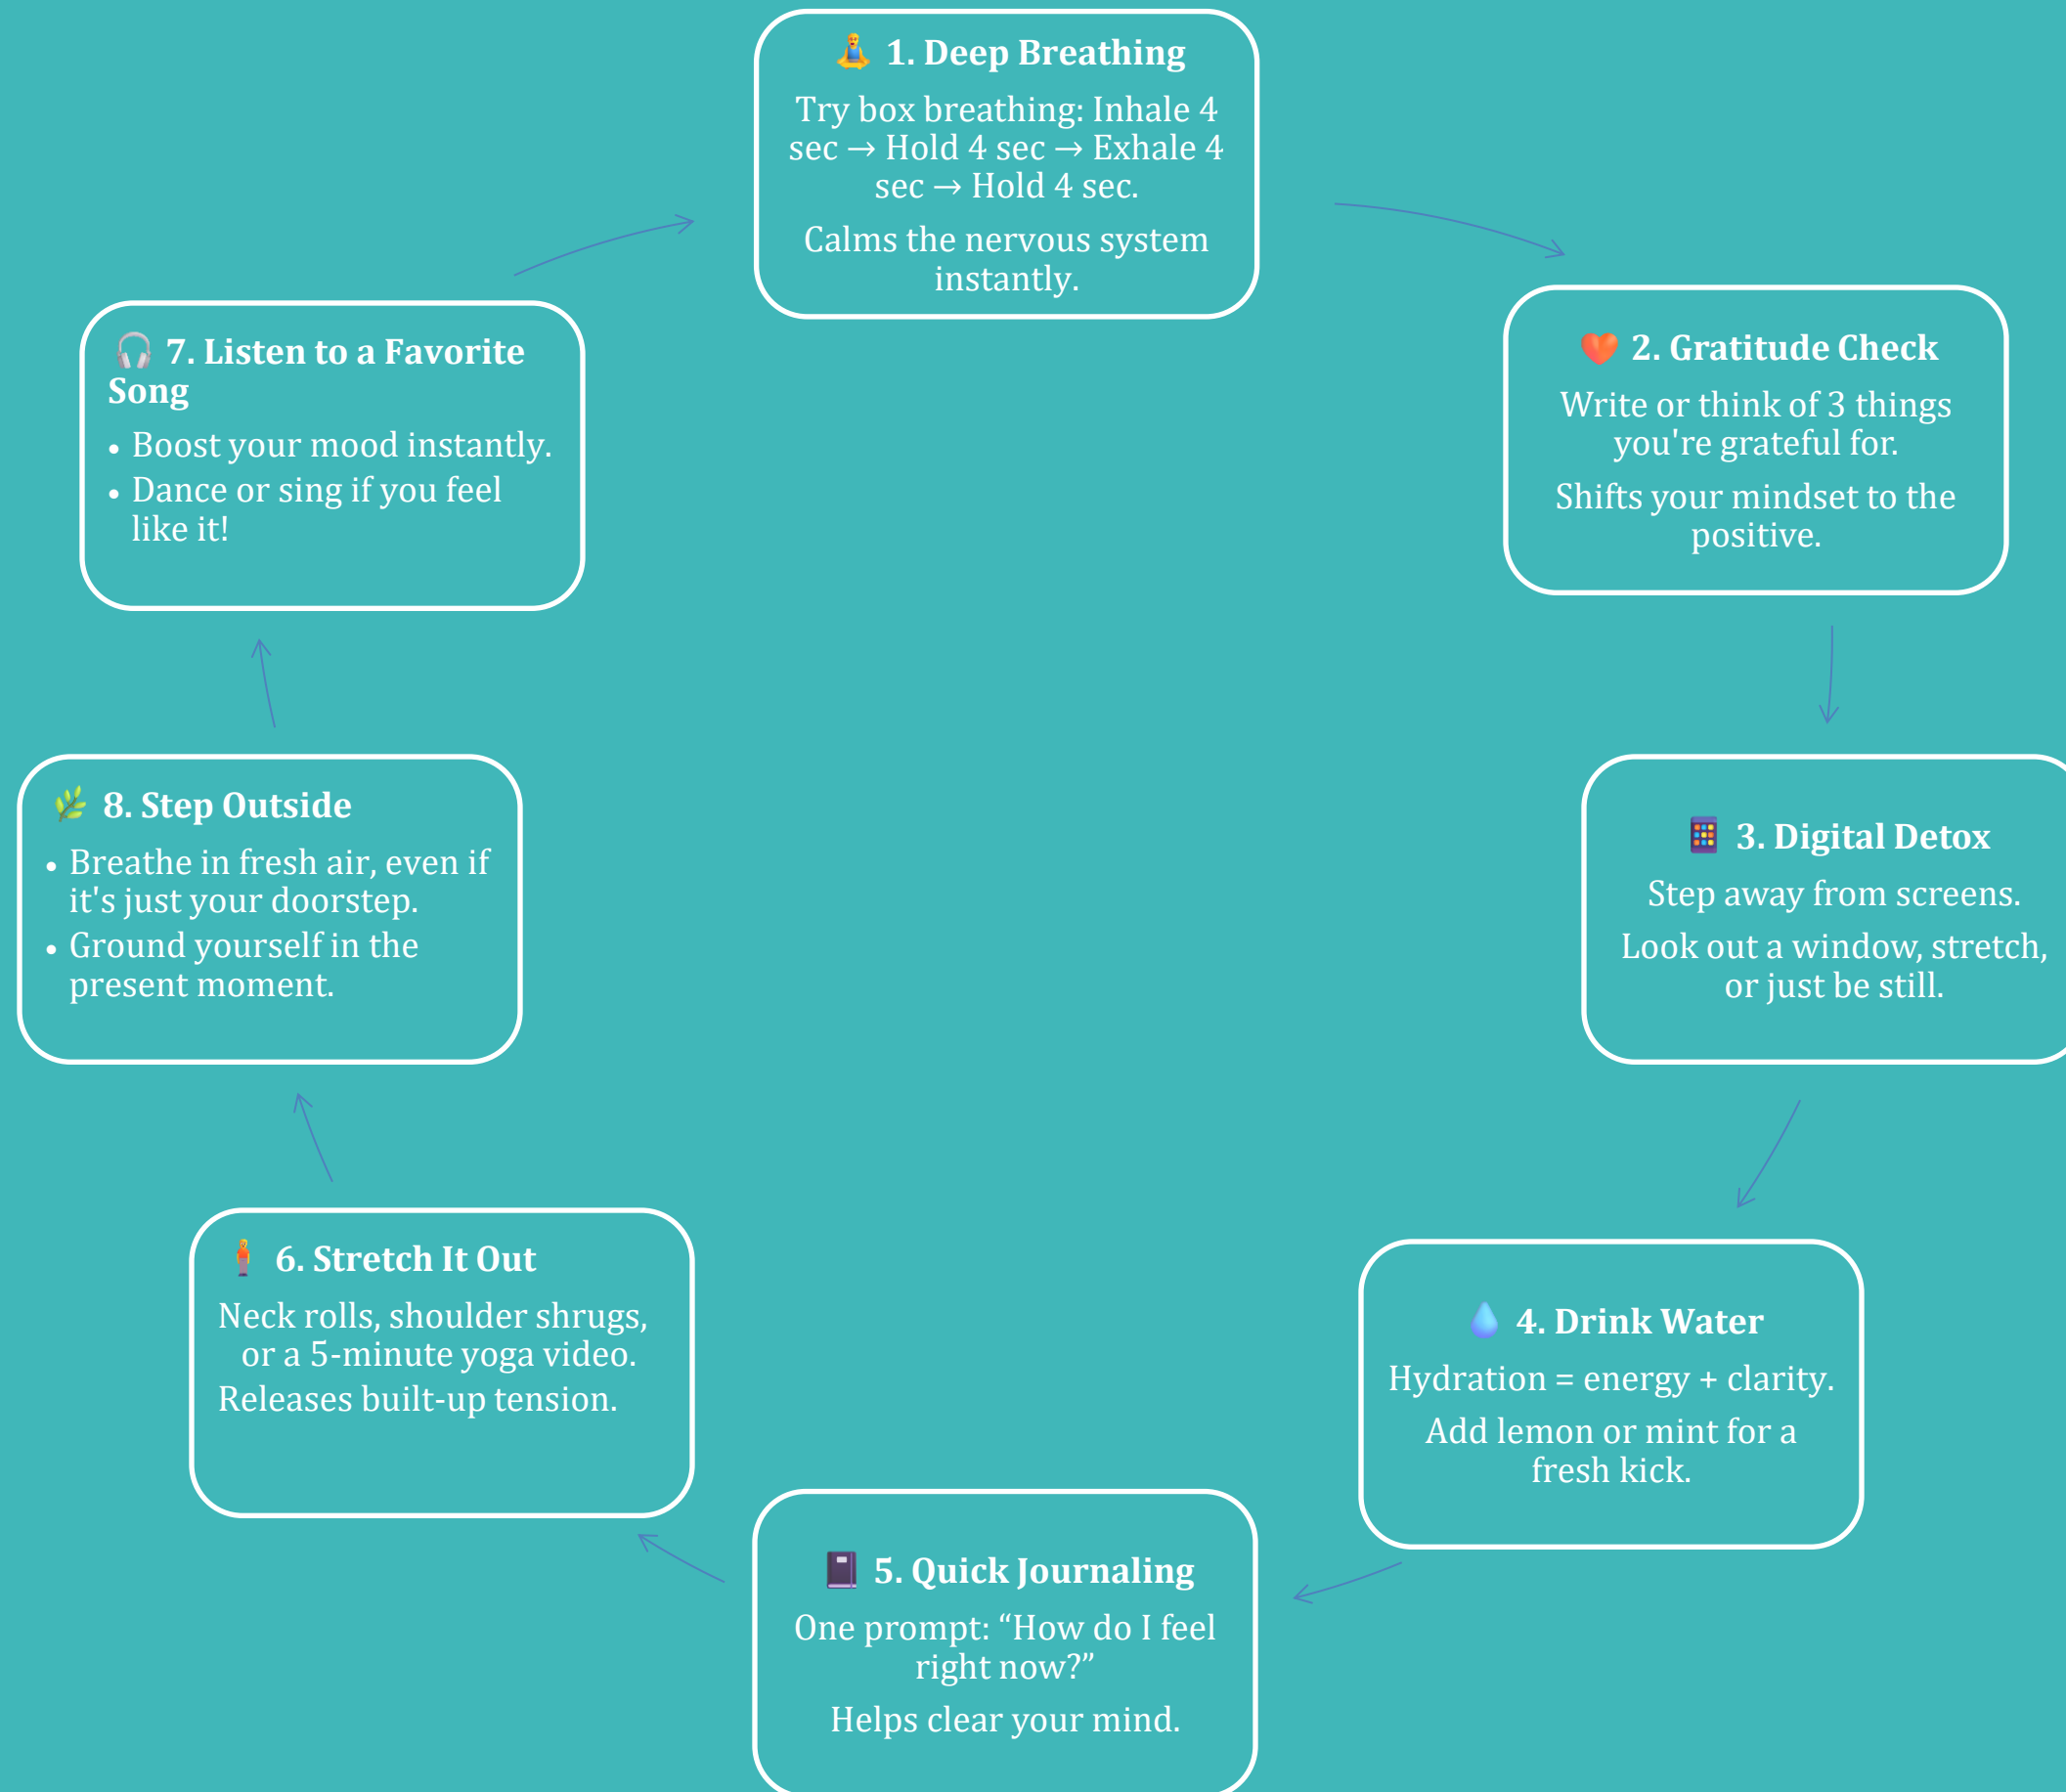 🧘 1. Deep Breathing
Try box breathing: Inhale 4
sec → Hold 4 sec → Exhale 4
sec → Hold 4 sec.
Calms the nervous system
instantly.
❤️ 2. Gratitude Check
Write or think of 3 things
you're grateful for.
Shifts your mindset to the
positive.
📱 3. Digital Detox
Step away from screens.
Look out a window, stretch,
or just be still.
💧 4. Drink Water
Hydration = energy + clarity.
Add lemon or mint for a
fresh kick.
📓 5. Quick Journaling
One prompt: “How do I feel
right now?”
Helps clear your mind.
🧍 6. Stretch It Out
Neck rolls, shoulder shrugs,
or a 5-minute yoga video.
Releases built-up tension.
🌿 8. Step Outside
• Breathe in fresh air, even if
it's just your doorstep.
• Ground yourself in the
present moment.
🎧 7. Listen to a Favorite
Song
• Boost your mood instantly.
• Dance or sing if you feel
like it!